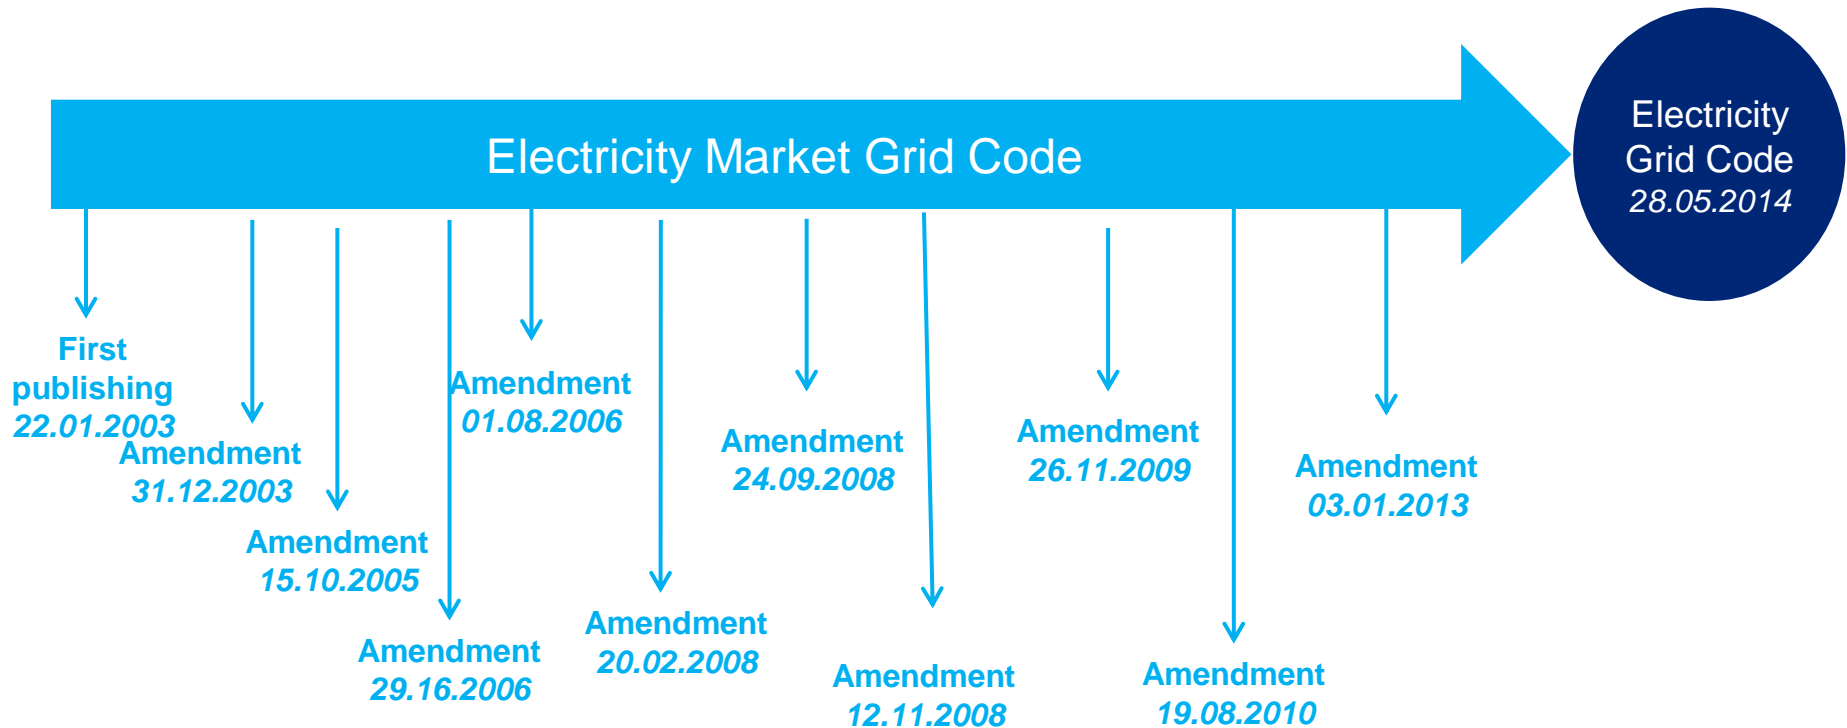 Electricity Market Grid Code
Electricity
Grid Code
28.05.2014
First
publishing
22.01.2003
Amendment
31.12.2003
Amendment
15.10.2005
Amendment
29.16.2006
Amendment
01.08.2006
Amendment
20.02.2008
Amendment
24.09.2008
Amendment
12.11.2008
Amendment
26.11.2009
Amendment
19.08.2010
Amendment
03.01.2013